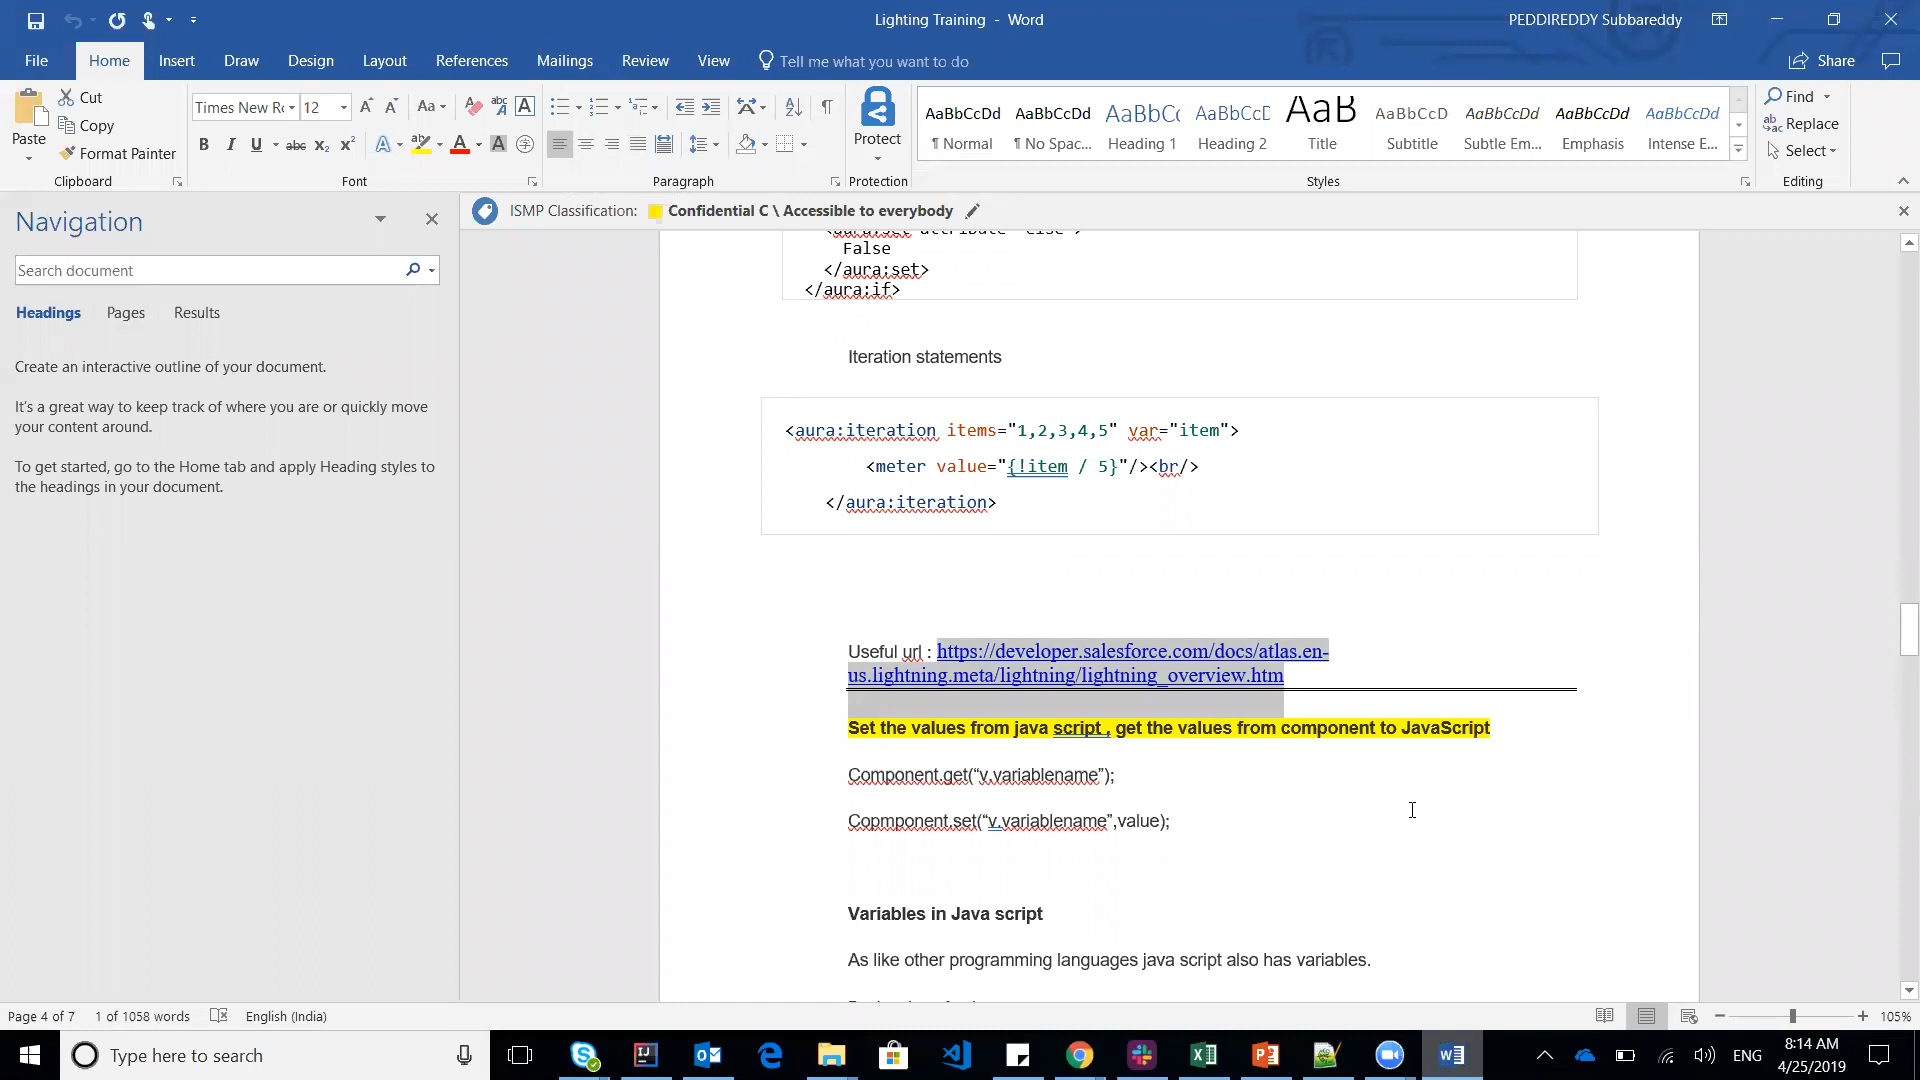 Lighting Training - Word
PEDDIREDDY Subbareddy
File Home Insert Draw Design Layout References Mailings Review View Tell me what you want to do Share
Paste
Cut
Copy
Format Painter
Clipboard
Times New R 12
Aa
B I U abc X₂ X² A A A
Font
Paragraph
Protect
Protection
AaBbCcDd AaBbCcDd AaBbC( AaBbCcD AaB AaBbCcD AaBbCcDd AaBbCcDd AaBbCcDd
¶ Normal ¶ No Spac... Heading 1 Heading 2 Title Subtitle Subtle Em... Emphasis Intense E...
Styles
Find
Replace
Select
Editing
Navigation
Search document
Headings Pages Results
Create an interactive outline of your document.
It's a great way to keep track of where you are or quickly move
your content around.
To get started, go to the Home tab and apply Heading styles to
the headings in your document.
ISMP Classification: Confidential C \ Accessible to everybody
<aura:set attribute="else">
False
</aura:set>
</aura:if>
Iteration statements
<aura:iteration items="1,2,3,4,5" var="item">
<meter value="{!item / 5}"/><br/>
</aura:iteration>
Useful url : https://developer.salesforce.com/docs/atlas.en-
us.lightning.meta/lightning/lightning_overview.htm
Set the values from java script , get the values from component to JavaScript
Component.get(“v.variablename”);
Copmponent.set(“v.variablename”,value);
Variables in Java script
As like other programming languages java script also has variables.
Page 4 of 7 1 of 1058 words English (India)
105%
Type here to search
ENG
8:14 AM
4/25/2019